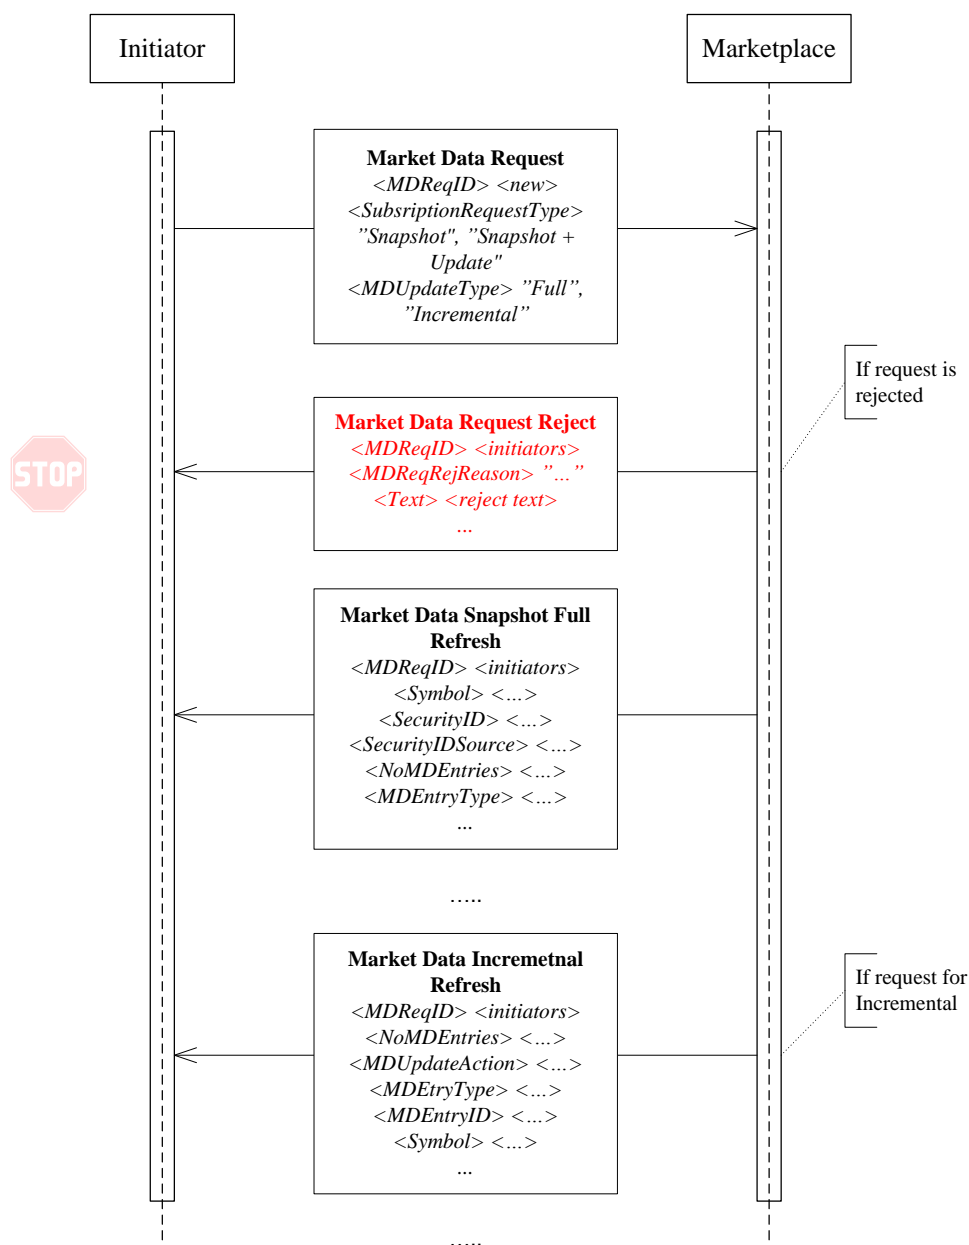 Initiator
Marketplace
Market Data Request
<MDReqID> <new>
<SubsriptionRequestType>
”Snapshot", ”Snapshot +
Update"
<MDUpdateType> ”Full”,
”Incremental”
If request is
rejected
Market Data Request Reject
<MDReqID> <initiators>
<MDReqRejReason> ”...”
<Text> <reject text>
...
STOP
Market Data Snapshot Full
Refresh
<MDReqID> <initiators>
<Symbol> <...>
<SecurityID> <...>
<SecurityIDSource> <...>
<NoMDEntries> <...>
<MDEntryType> <...>
...
…..
Market Data Incremetnal
Refresh
<MDReqID> <initiators>
<NoMDEntries> <...>
<MDUpdateAction> <...>
<MDEtryType> <...>
<MDEntryID> <...>
<Symbol> <...>
...
If request for
Incremental
…..